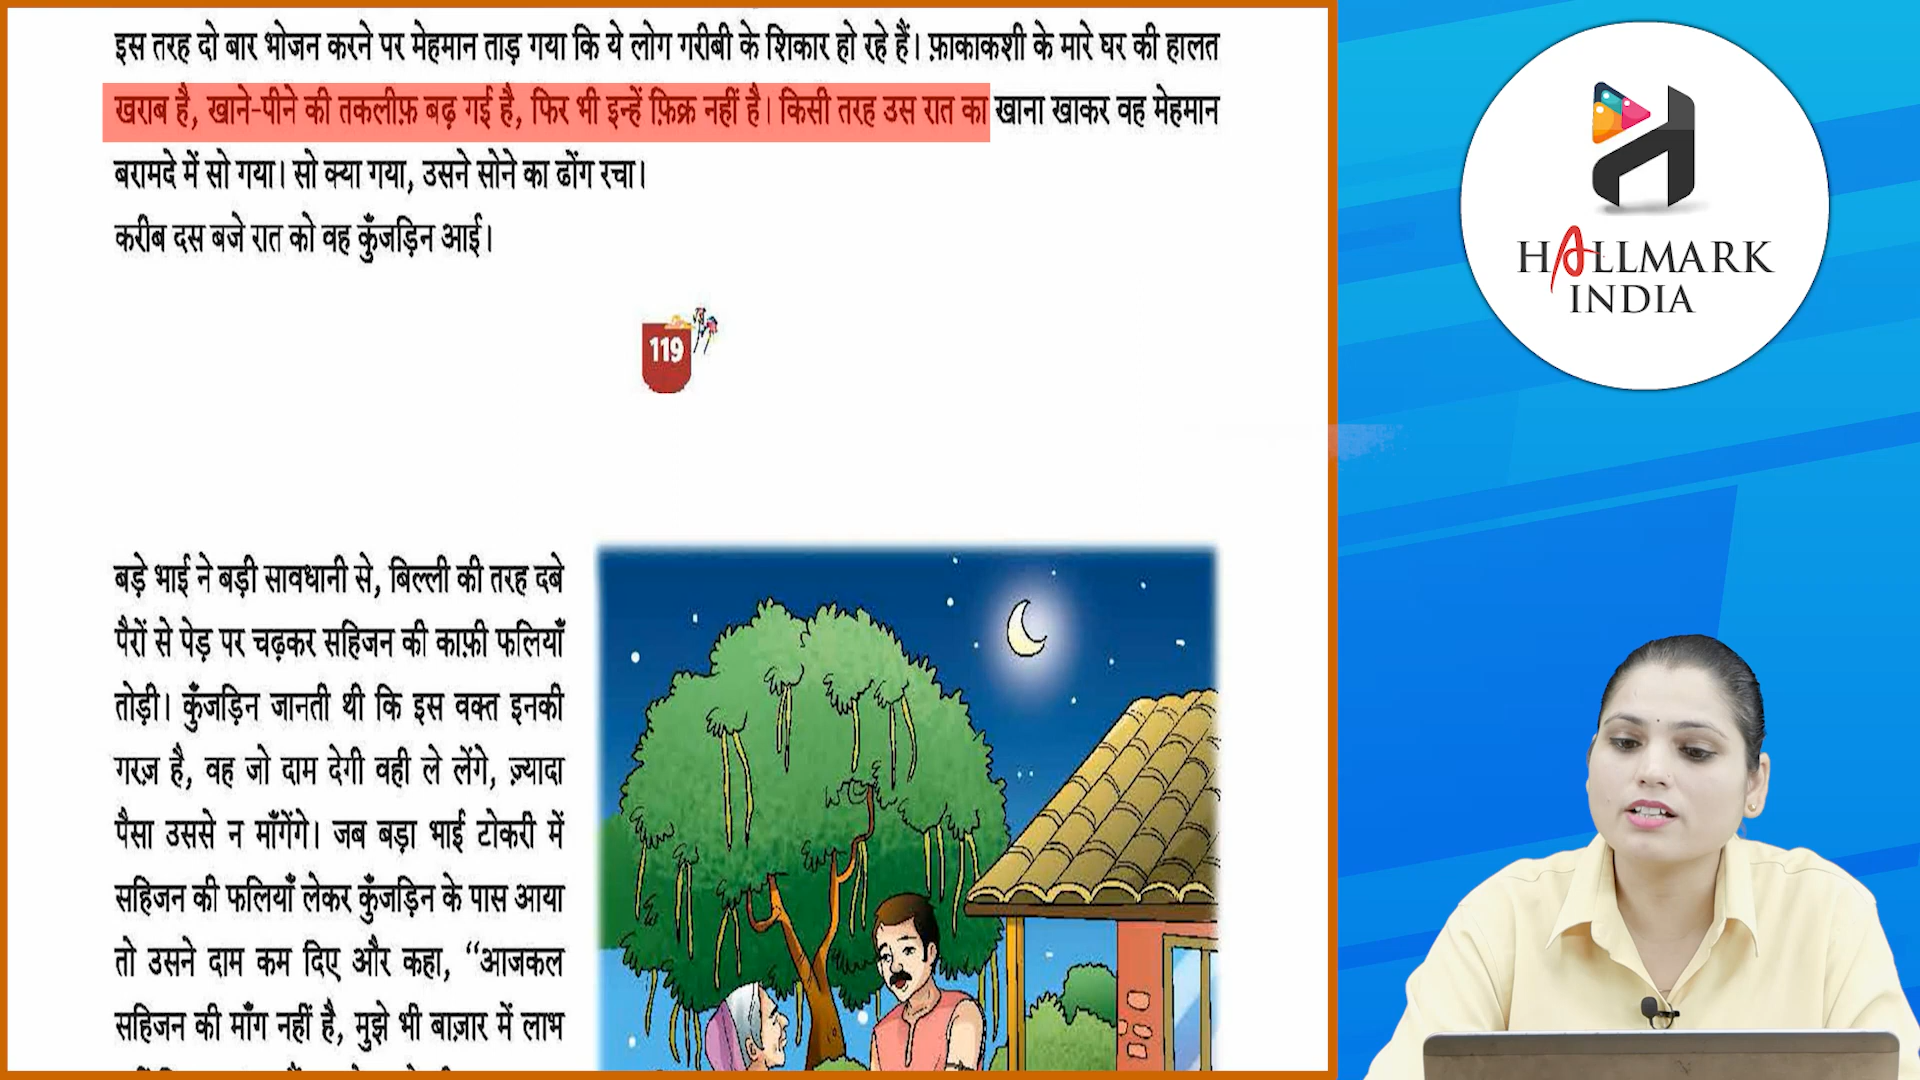 इस तरह दो बार भोजन करने पर मेहमान ताड़ गया कि ये लोग गरीबी के शिकार हो रहे हैं। फ़ाकाकशी के मारे घर की हालत
खराब है, खाने-पीने की तकलीफ़ बढ़ गई है, फिर भी इन्हें फ़िक्र नहीं है। किसी तरह उस रात का खाना खाकर वह मेहमान
बरामदे में सो गया। सो क्या गया, उसने सोने का ढोंग रचा।
करीब दस बजे रात को वह कुँजड़िन आई।
119
बड़े भाई ने बड़ी सावधानी से, बिल्ली की तरह दबे
पैरों से पेड़ पर चढ़कर सहिजन की काफ़ी फलियाँ
तोड़ी। कुँजड़िन जानती थी कि इस वक्त इनकी
गरज़ है, वह जो दाम देगी वही ले लेंगे, ज़्यादा
पैसा उससे न माँगेंगे। जब बड़ा भाई टोकरी में
सहिजन की फलियाँ लेकर कुँजड़िन के पास आया
तो उसने दाम कम दिए और कहा, “आजकल
सहिजन की माँग नहीं है, मुझे भी बाज़ार में लाभ
HALLMARK
INDIA